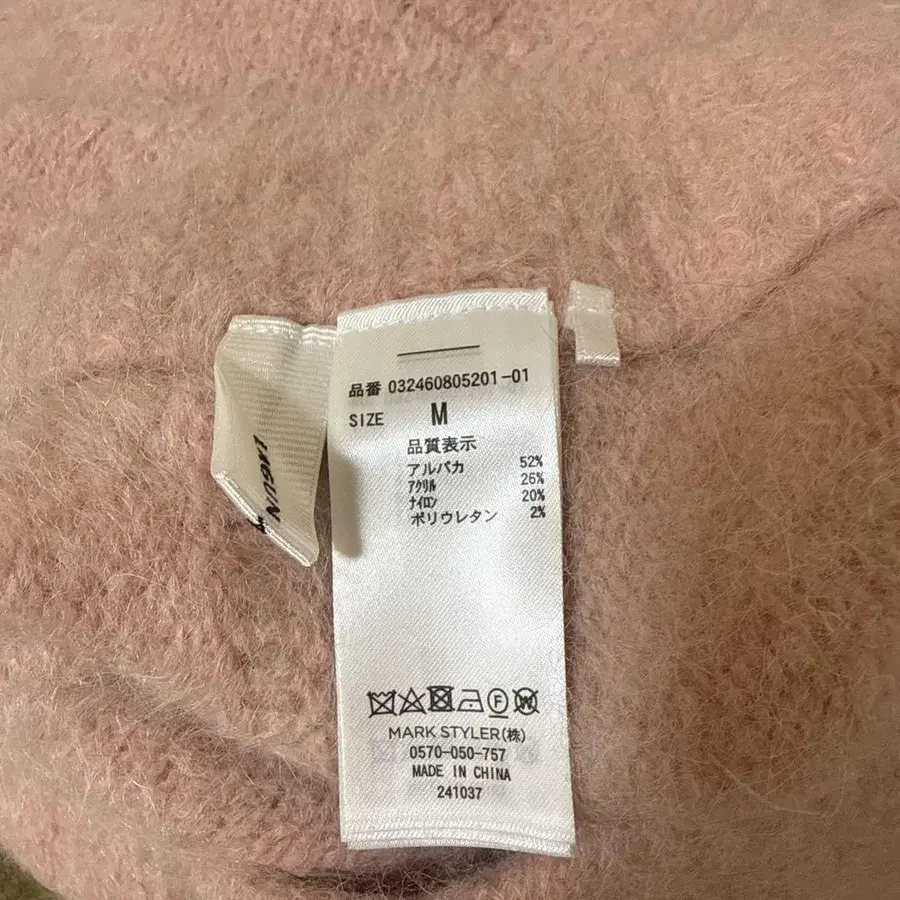 品番 032460805201-01
SIZE M
品質表示
アルパカ 52%
アクリル 26%
ナイロン 20%
ポリウレタン 2%
F W
MARK STYLER(株)
0570-050-757
MADE IN CHINA
241037